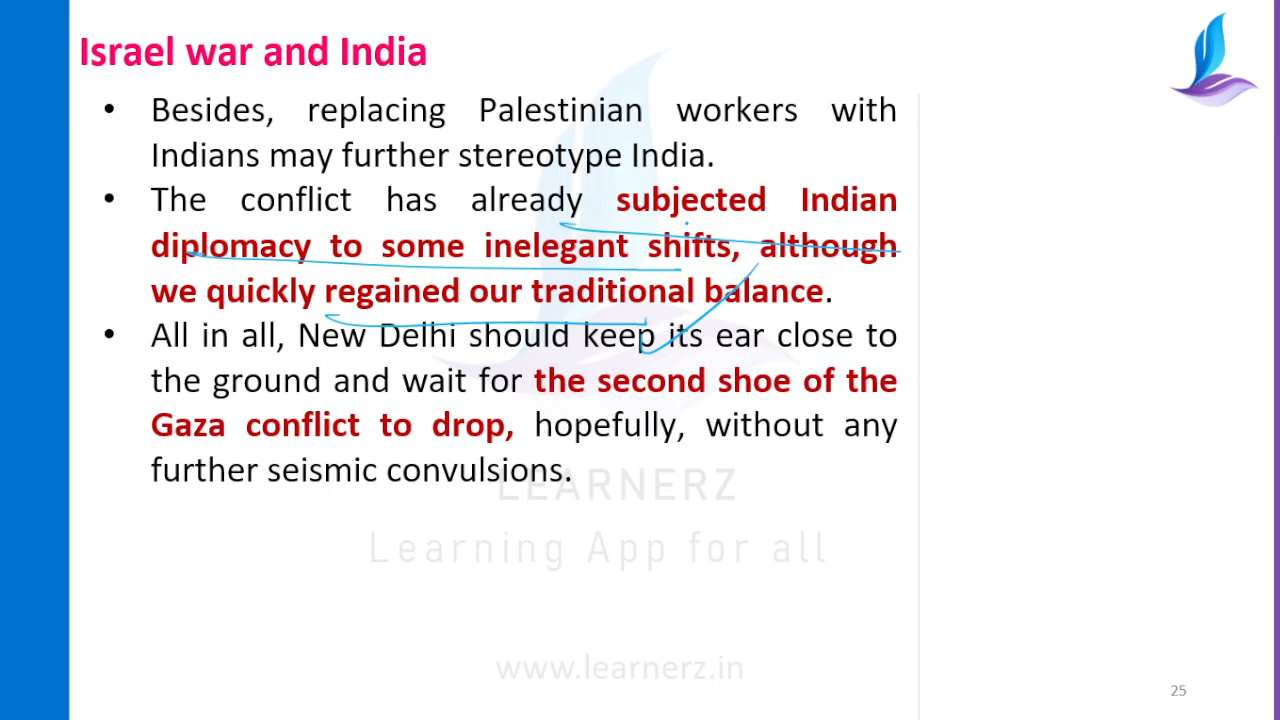 Israel war and India
• Besides, replacing Palestinian workers with
Indians may further stereotype India.
• The conflict has already subjected Indian
diplomacy to some inelegant shifts, although
we quickly regained our traditional balance.
• All in all, New Delhi should keep its ear close to
the ground and wait for the second shoe of the
Gaza conflict to drop, hopefully, without any
further seismic convulsions.
LEARNERZ
Learning App for all
www.learnerz.in
25